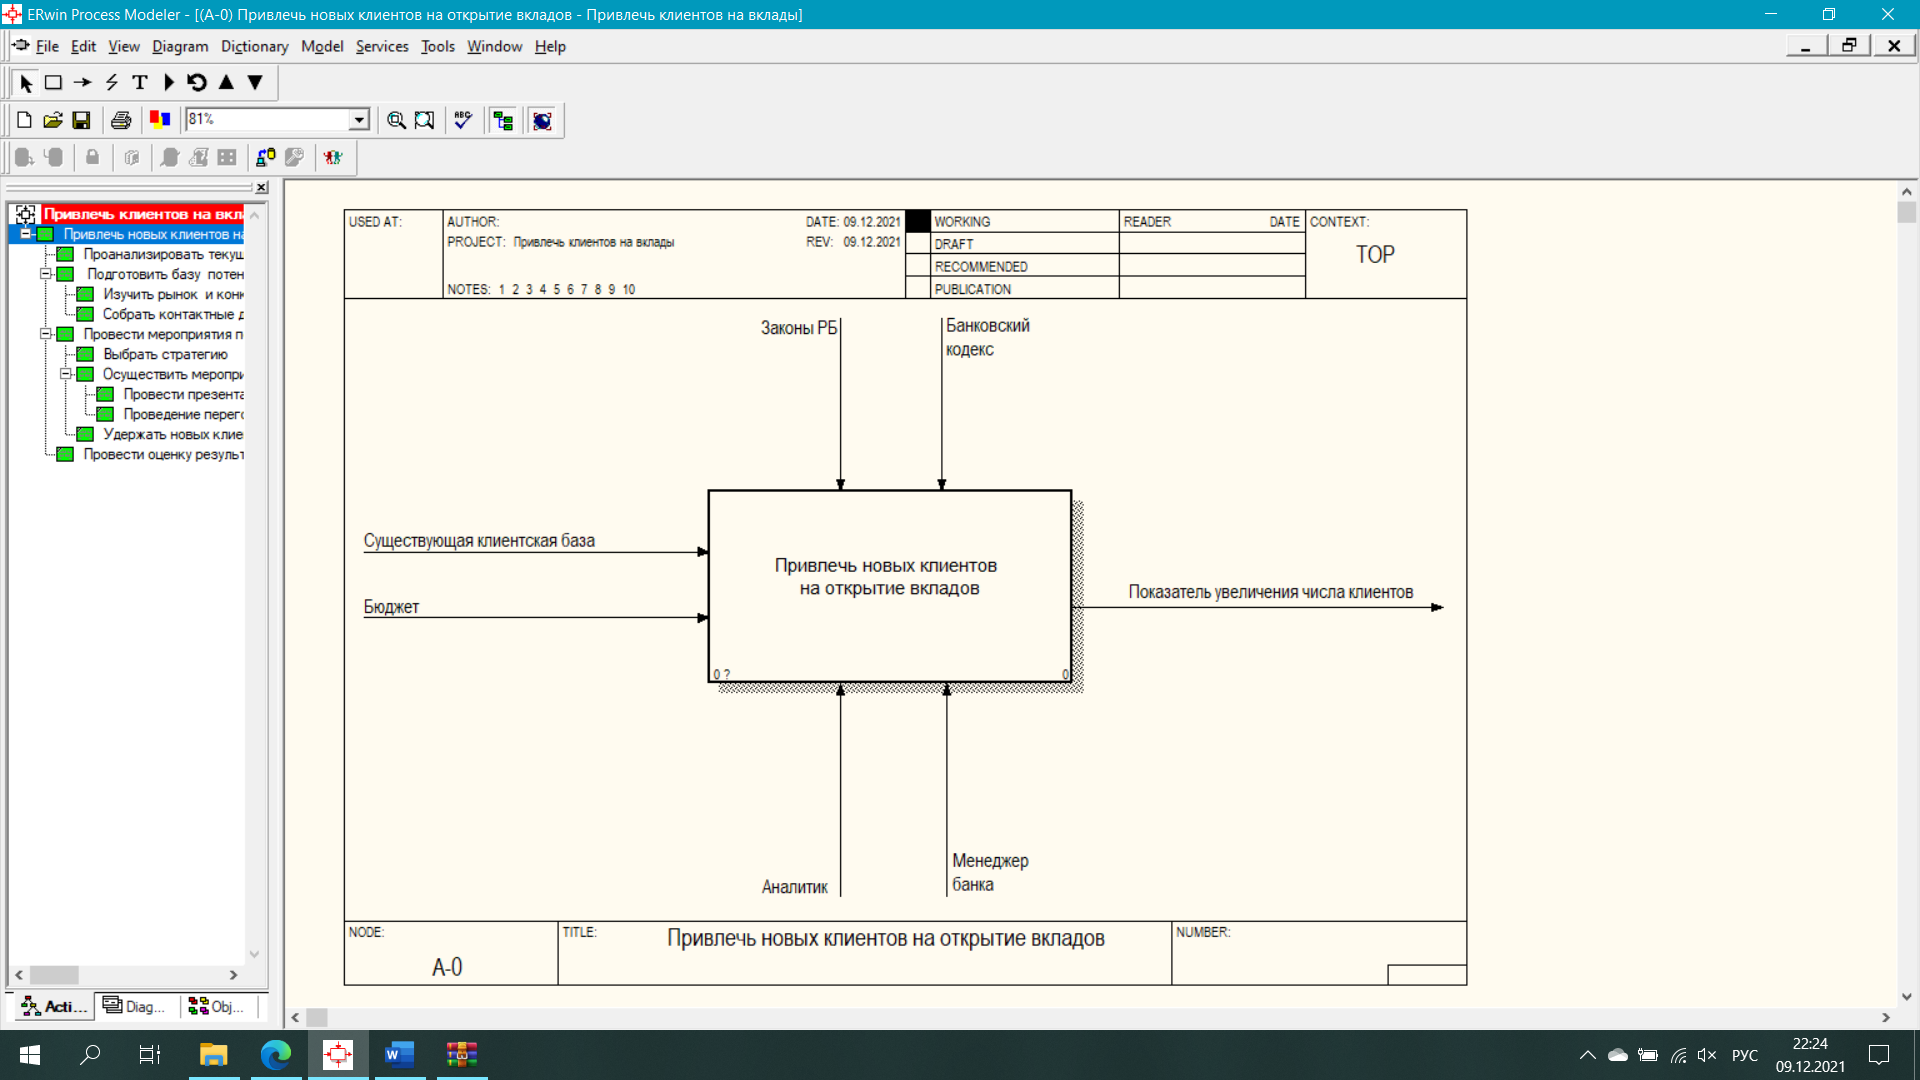 ERwin Process Modeler - [(A-0) Привлечь новых клиентов на открытие вкладов - Привлечь клиентов на вклады]
File Edit View Diagram Dictionary Model Services Tools Window Help
81%
Привлечь клиентов на вкл
Привлечь новых клиентов на
Проанализировать текущ
Подготовить базу потен
Изучить рынок и конк
Собрать контактные д
Провести мероприятия п
Выбрать стратегию
Осуществить меропри
Провести презента
Проведение перего
Удержать новых клие
Провести оценку результ
Acti... Diag... Obj...
USED AT: AUTHOR: DATE: 09.12.2021 WORKING READER DATE CONTEXT:
PROJECT: Привлечь клиентов на вклады REV: 09.12.2021 DRAFT
TOP
RECOMMENDED
NOTES: 1 2 3 4 5 6 7 8 9 10 PUBLICATION
Законы РБ
Банковский
кодекс
Существующая клиентская база
Бюджет
Привлечь новых клиентов
на открытие вкладов
0 ? 0
Показатель увеличения числа клиентов
Аналитик
Менеджер
банка
NODE: TITLE: Привлечь новых клиентов на открытие вкладов NUMBER:
A-0
РУС
22:24
09.12.2021